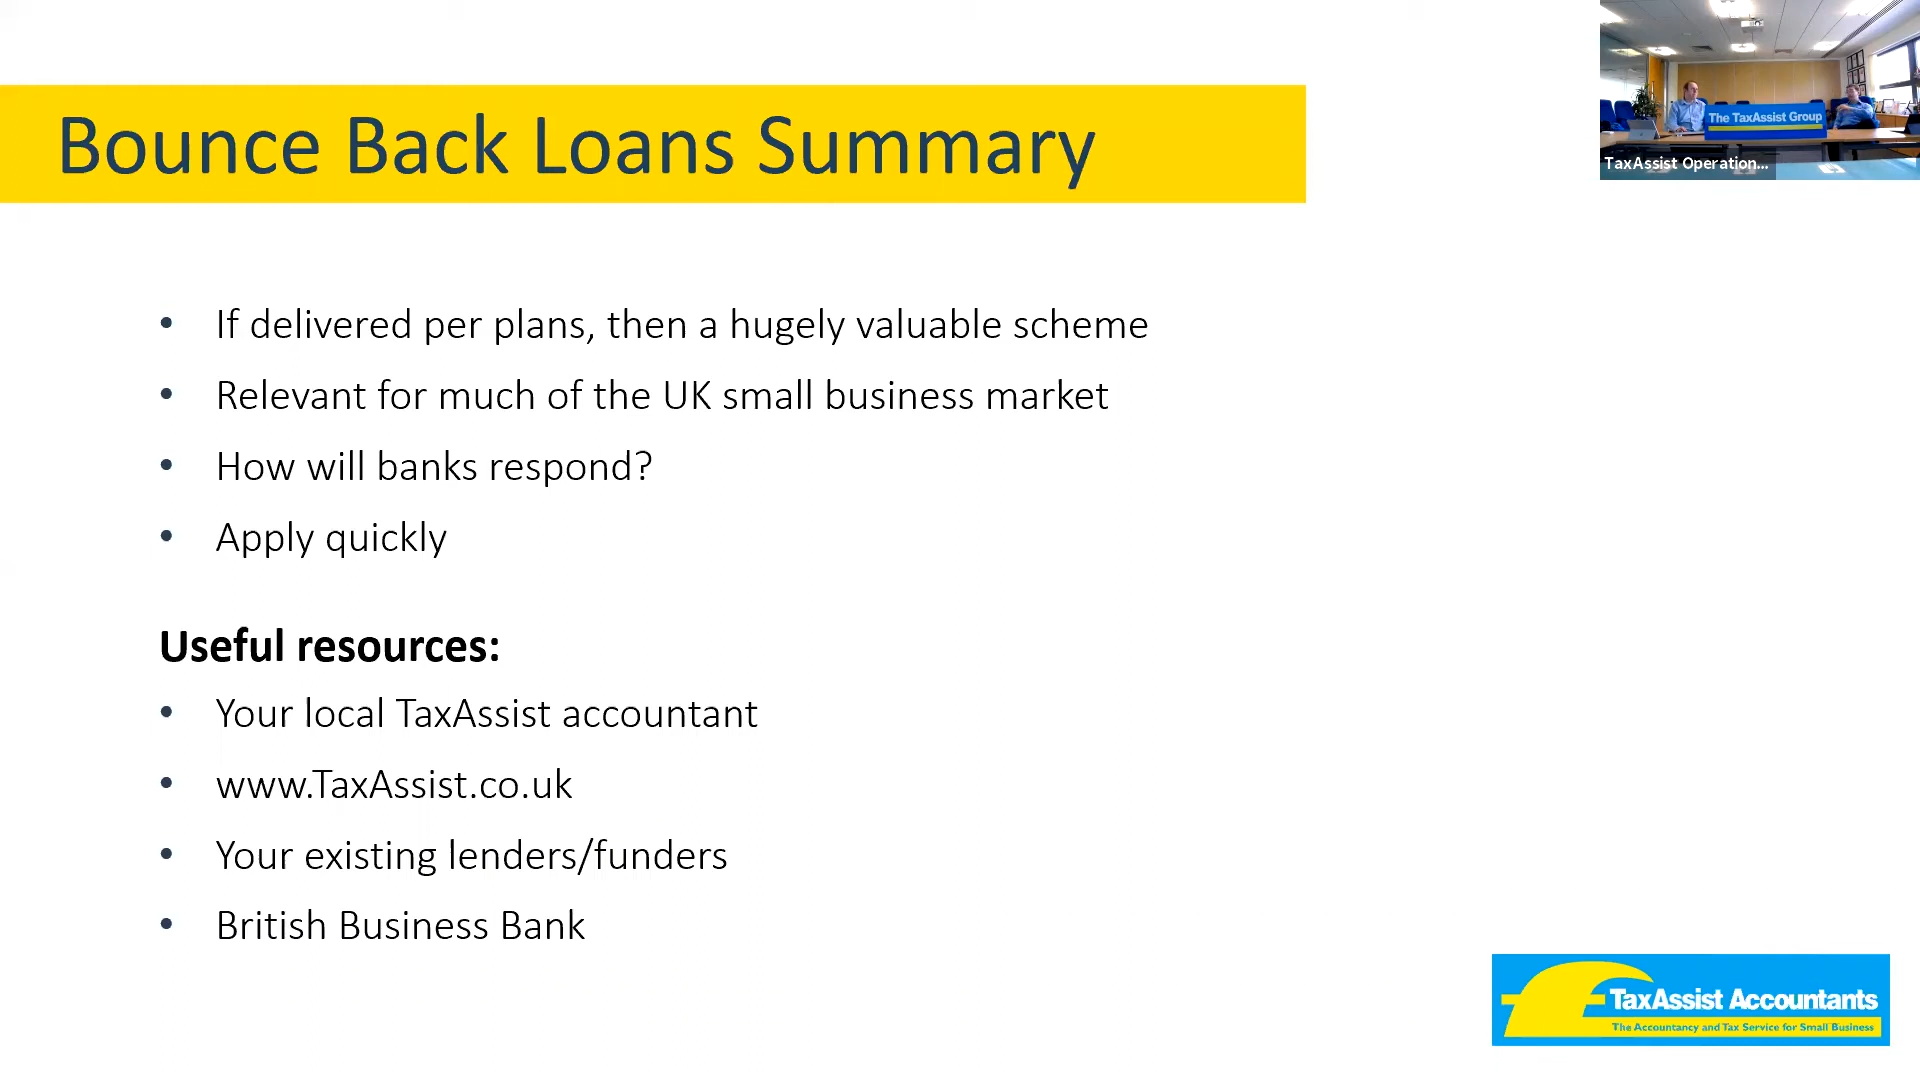 Bounce Back Loans Summary
The TaxAssist Group
TaxAssist Operation...
• If delivered per plans, then a hugely valuable scheme
• Relevant for much of the UK small business market
• How will banks respond?
• Apply quickly
Useful resources:
• Your local TaxAssist accountant
• www.TaxAssist.co.uk
• Your existing lenders/funders
• British Business Bank
TaxAssist Accountants
The Accountancy and Tax Service for Small Business